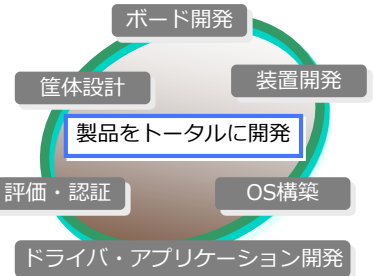 ボード開発
筐体設計
装置開発
製品をトータルに開発
評価・認証
OS構築
ドライバ・アプリケーション開発